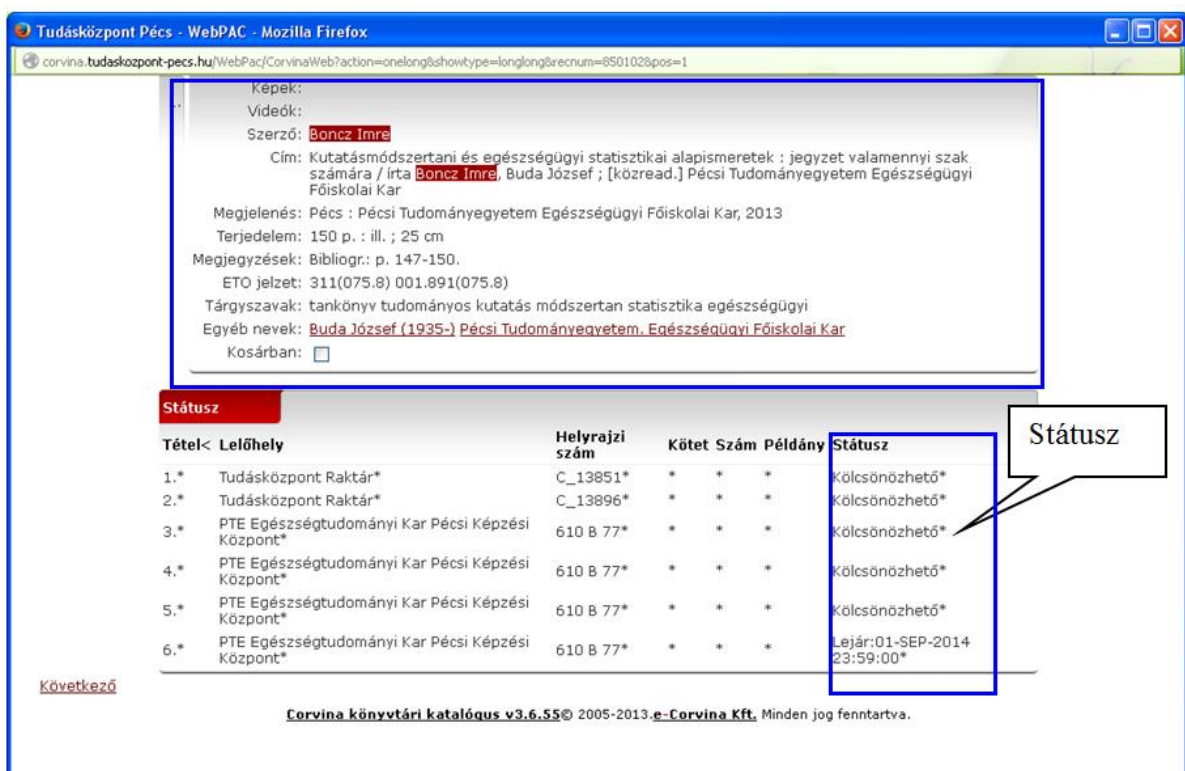 Tudásközpont Pécs - WebPAC - Mozilla Firefox
corvina.tudaskozpont-pecs.hu/WebPac/CorvinaWeb?action=onelong&showtype=longlong&recnum=850102&pos=1
Képek:
Videók:
Szerző: Boncz Imre
Cím: Kutatásmódszertani és egészségügyi statisztikai alapismeretek : jegyzet valamennyi szak
számára / írta Boncz Imre, Buda József ; [közread.] Pécsi Tudományegyetem Egészségügyi
Főiskolai Kar
Megjelenés: Pécs : Pécsi Tudományegyetem Egészségügyi Főiskolai Kar, 2013
Terjedelem: 150 p. : ill. ; 25 cm
Megjegyzések: Bibliogr.: p. 147-150.
ETO jelzet: 311(075.8) 001.891(075.8)
Tárgyszavak: tankönyv tudományos kutatás módszertan statisztika egészségügyi
Egyéb nevek: Buda József (1935-) Pécsi Tudományegyetem. Egészségügyi Főiskolai Kar
Kosárban:
Státusz
Tétel< Lelőhely Helyrajzi szám Kötet Szám Példány Státusz
Státusz
1.* Tudásközpont Raktár* C_13851* * * * Kölcsönözhető*
2.* Tudásközpont Raktár* C_13896* * * * Kölcsönözhető*
3.* PTE Egészségtudományi Kar Pécsi Képzési Központ* 610 B 77* * * * Kölcsönözhető*
4.* PTE Egészségtudományi Kar Pécsi Képzési Központ* 610 B 77* * * * Kölcsönözhető*
5.* PTE Egészségtudományi Kar Pécsi Képzési Központ* 610 B 77* * * * Kölcsönözhető*
6.* PTE Egészségtudományi Kar Pécsi Képzési Központ* 610 B 77* * * * Lejár:01-SEP-2014 23:59:00*
Következő
Corvina könyvtári katalógus v3.6.55© 2005-2013.e-Corvina Kft. Minden jog fenntartva.